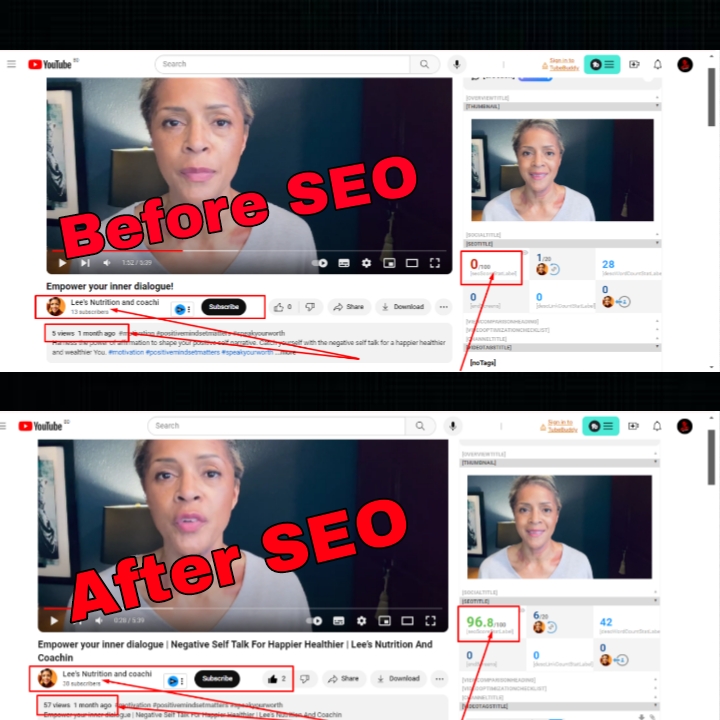 YouTube
Search
Sign in to
TubeBuddy
[OVERVIEWTITLE]
[THUMBNAIL]
Before SEO
[SOCIALTITLE]
[SEOTITLE]
0/100
1/20
28
0
0
0
1:52 / 5:39
Empower your inner dialogue!
Lee's Nutrition and coachi
13 subscribers
Subscribe
0
Share
Download
5 views 1 month ago #motivation #positivemindsetmatters #speakyourworth
Harness the power of affirmation to shape your positive self narrative. Catch yourself with the negative self talk for a happier healthier
and wealthier You. #motivation #positivemindsetmatters #speakyourworth ...more
[CHANNELTITLE]
[VIDEOTAGSTITLE]
[noTags]
YouTube
Search
Sign in to
TubeBuddy
[OVERVIEWTITLE]
[THUMBNAIL]
After SEO
[SOCIALTITLE]
[SEOTITLE]
96.8/100
6/20
42
0
0
0
0:28 / 5:39
Empower your inner dialogue | Negative Self Talk For Happier Healthier | Lee's Nutrition And
Coachin
Lee's Nutrition and coachi
38 subscribers
Subscribe
2
Share
Download
57 views 1 month ago #motivation #positivemindsetmatters #speakyourworth
Empower your inner dialogue | Negative Self Talk For Happier Healthier | Lee's Nutrition And Coachin
[CHANNELTITLE]
[VIDEOTAGSTITLE]